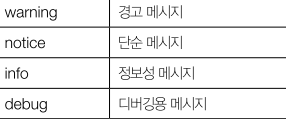 warning 경고 메시지
notice 단순 메시지
info 정보성 메시지
debug 디버깅용 메시지